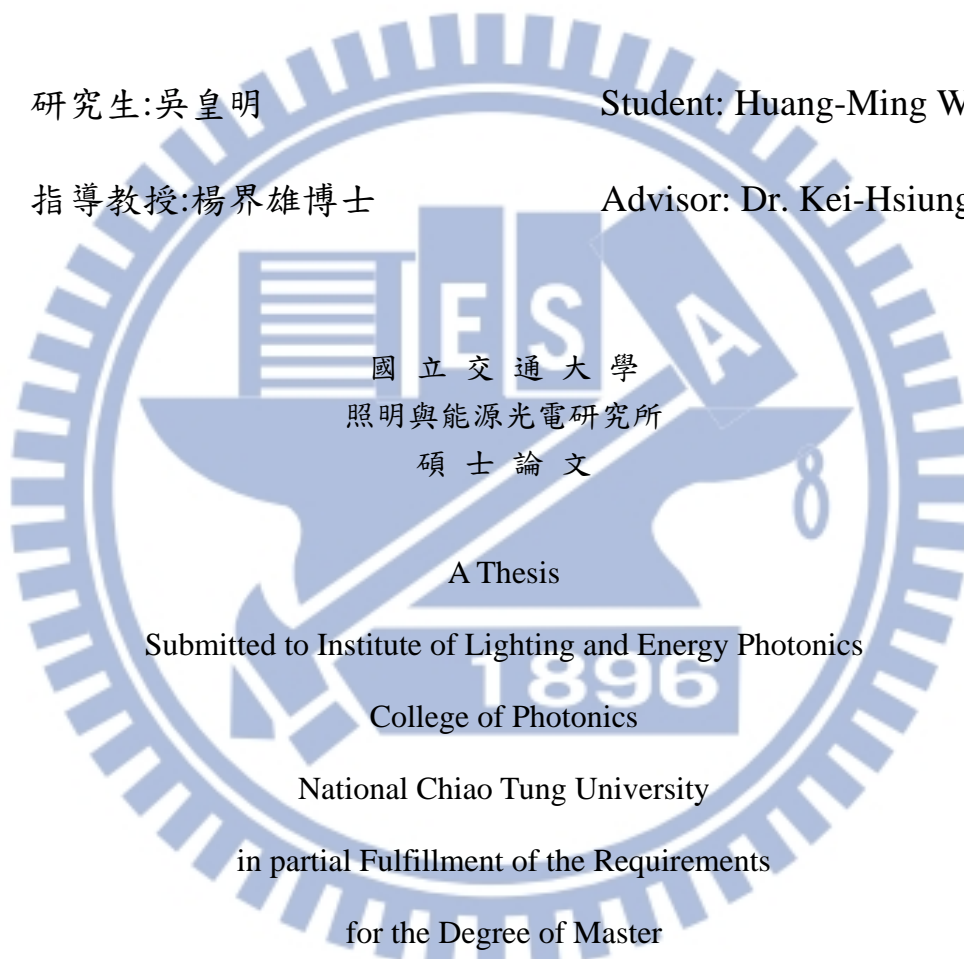 研究生:吳皇明 Student: Huang-Ming W
指導教授:楊界雄博士 Advisor: Dr. Kei-Hsiung
E S A
國 立 交 通 大 學
照明與能源光電研究所
碩 士 論 文
A Thesis
Submitted to Institute of Lighting and Energy Photonics
1896
College of Photonics
National Chiao Tung University
in partial Fulfillment of the Requirements
for the Degree of Master